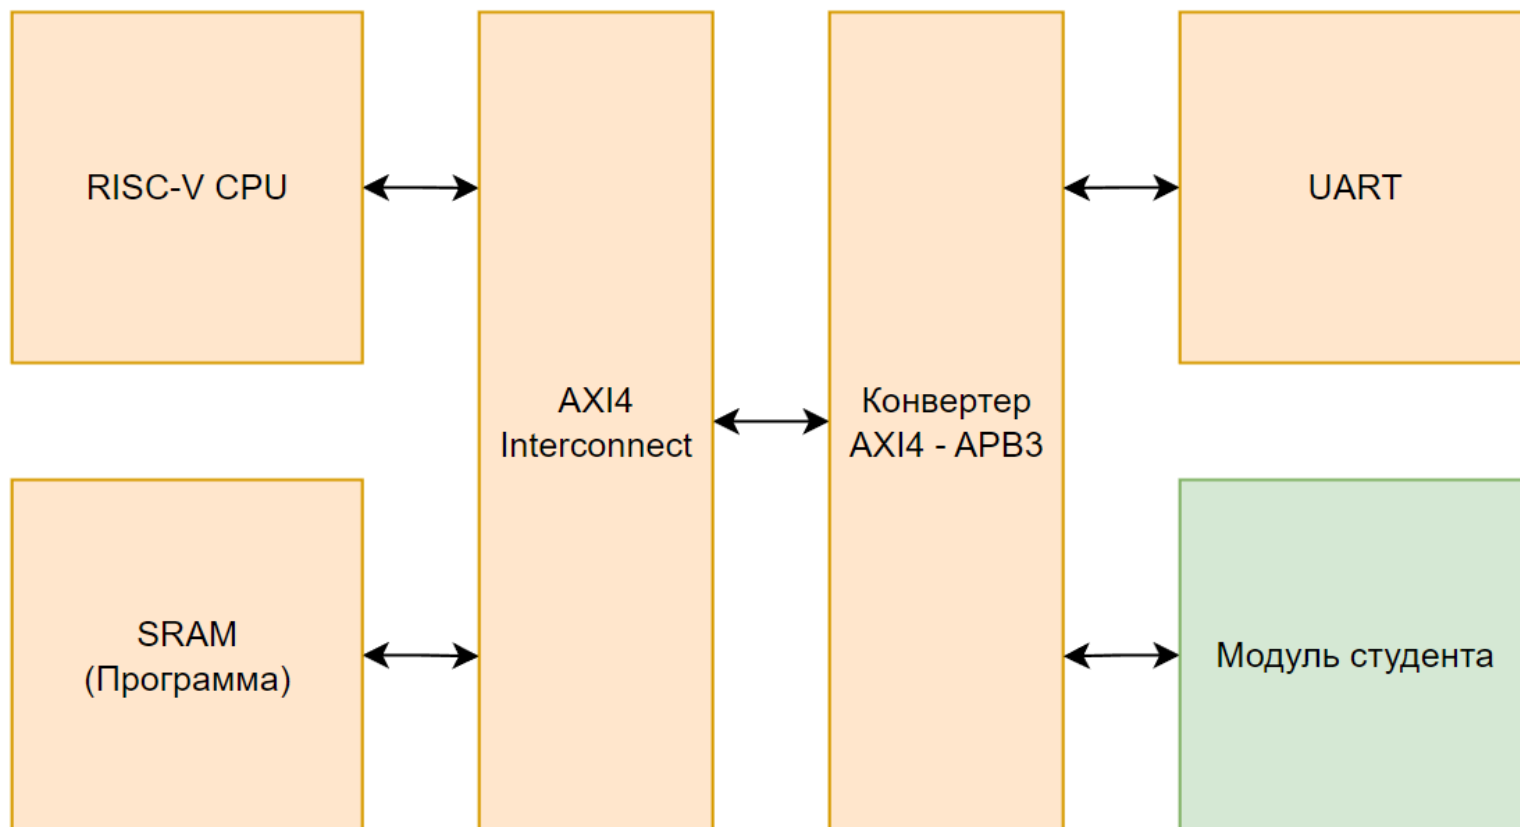 RISC-V CPU
SRAM
(Программа)
AXI4
Interconnect
Конвертер
AXI4 - APB3
UART
Модуль студента